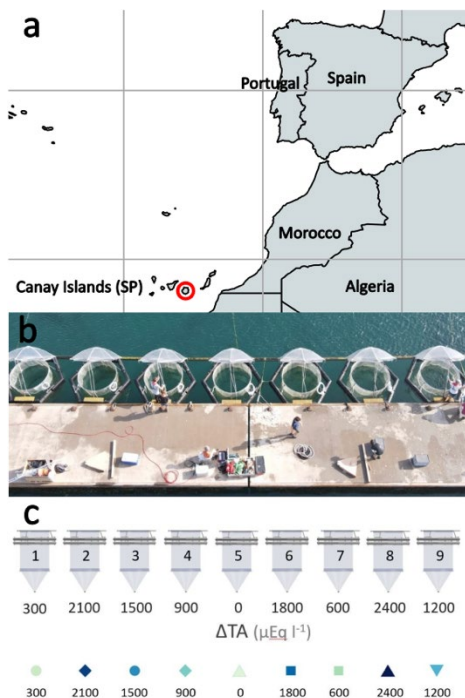 a
Portugal
Spain
Morocco
Canay Islands (SP)
Algeria
b
c
1 2 3 4 5 6 7 8 9
300 2100 1500 900 0 1800 600 2400 1200
ΔTA (µEq l⁻¹)
300 2100 1500 900 0 1800 600 2400 1200